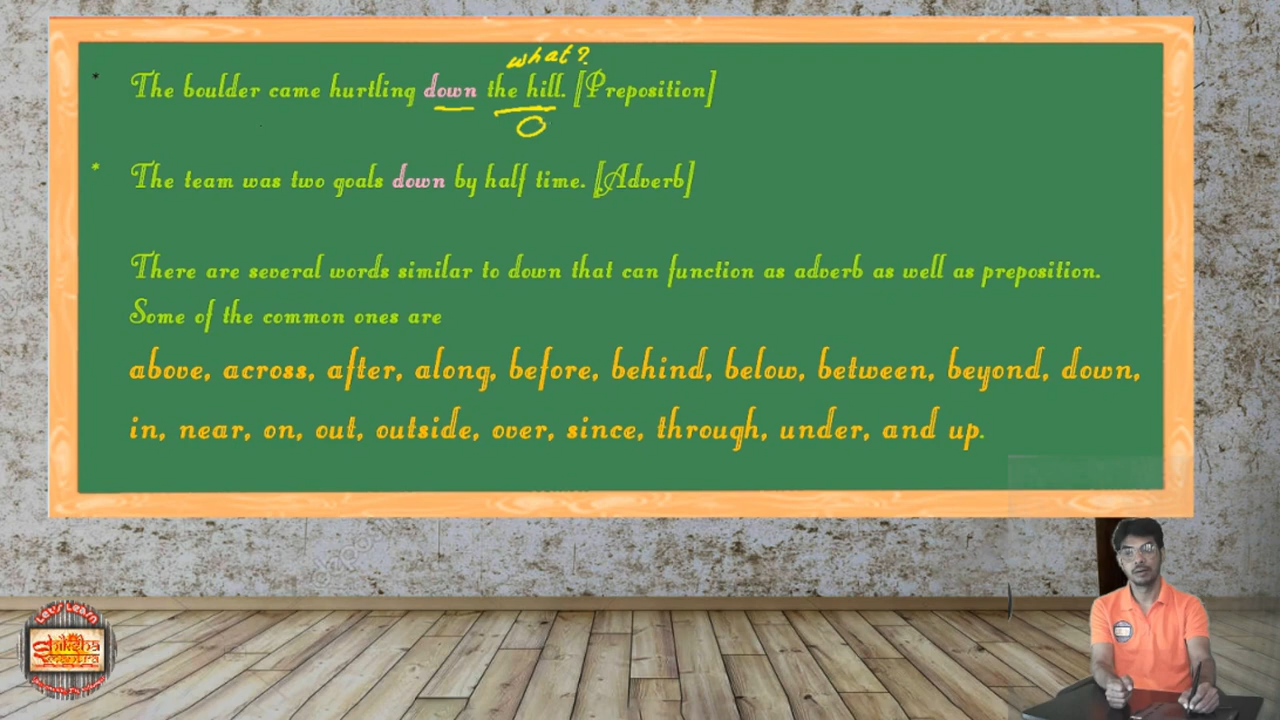 what?
* The boulder came hurtling down the hill. [Preposition]
O
* The team was two goals down by half time. [Adverb]
There are several words similar to down that can function as adverb as well as preposition.
Some of the common ones are
above, across, after, along, before, behind, below, between, beyond, down,
in, near, on, out, outside, over, since, through, under, and up.
LET'S LEARN
Shiksha